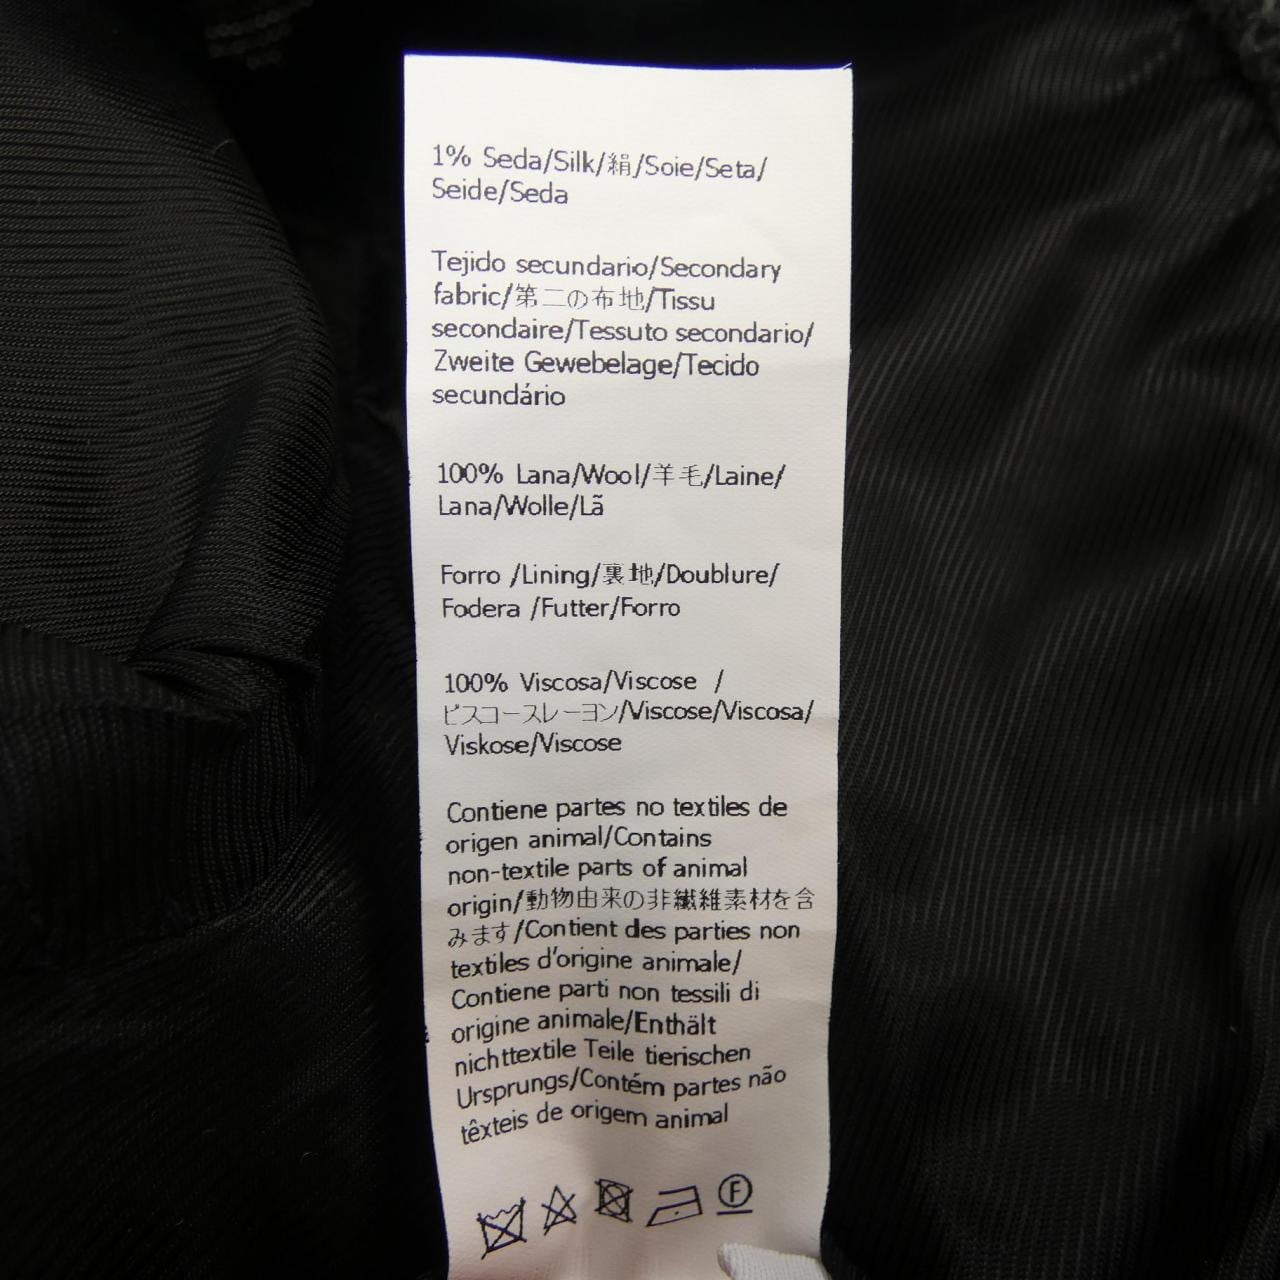 1% Seda/Silk/絹/Soie/Seta/
Seide/Seda
Tejido secundario/Secondary
fabric/第二の布地/Tissu
secondaire/Tessuto secondario/
Zweite Gewebelage/Tecido
secundário
100% Lana/Wool/羊毛/Laine/
Lana/Wolle/Lã
Forro /Lining/裏地/Doublure/
Fodera /Futter/Forro
100% Viscosa/Viscose /
ビスコースレーヨン/Viscose/Viscosa/
Viskose/Viscose
Contiene partes no textiles de
origen animal/Contains
non-textile parts of animal
origin/動物由来の非繊維素材を含
みます/Contient des parties non
textiles d'origine animale/
Contiene parti non tessili di
origine animale/Enthält
nichttextile Teile tierischen
Ursprungs/Contém partes não
têxteis de origem animal
F